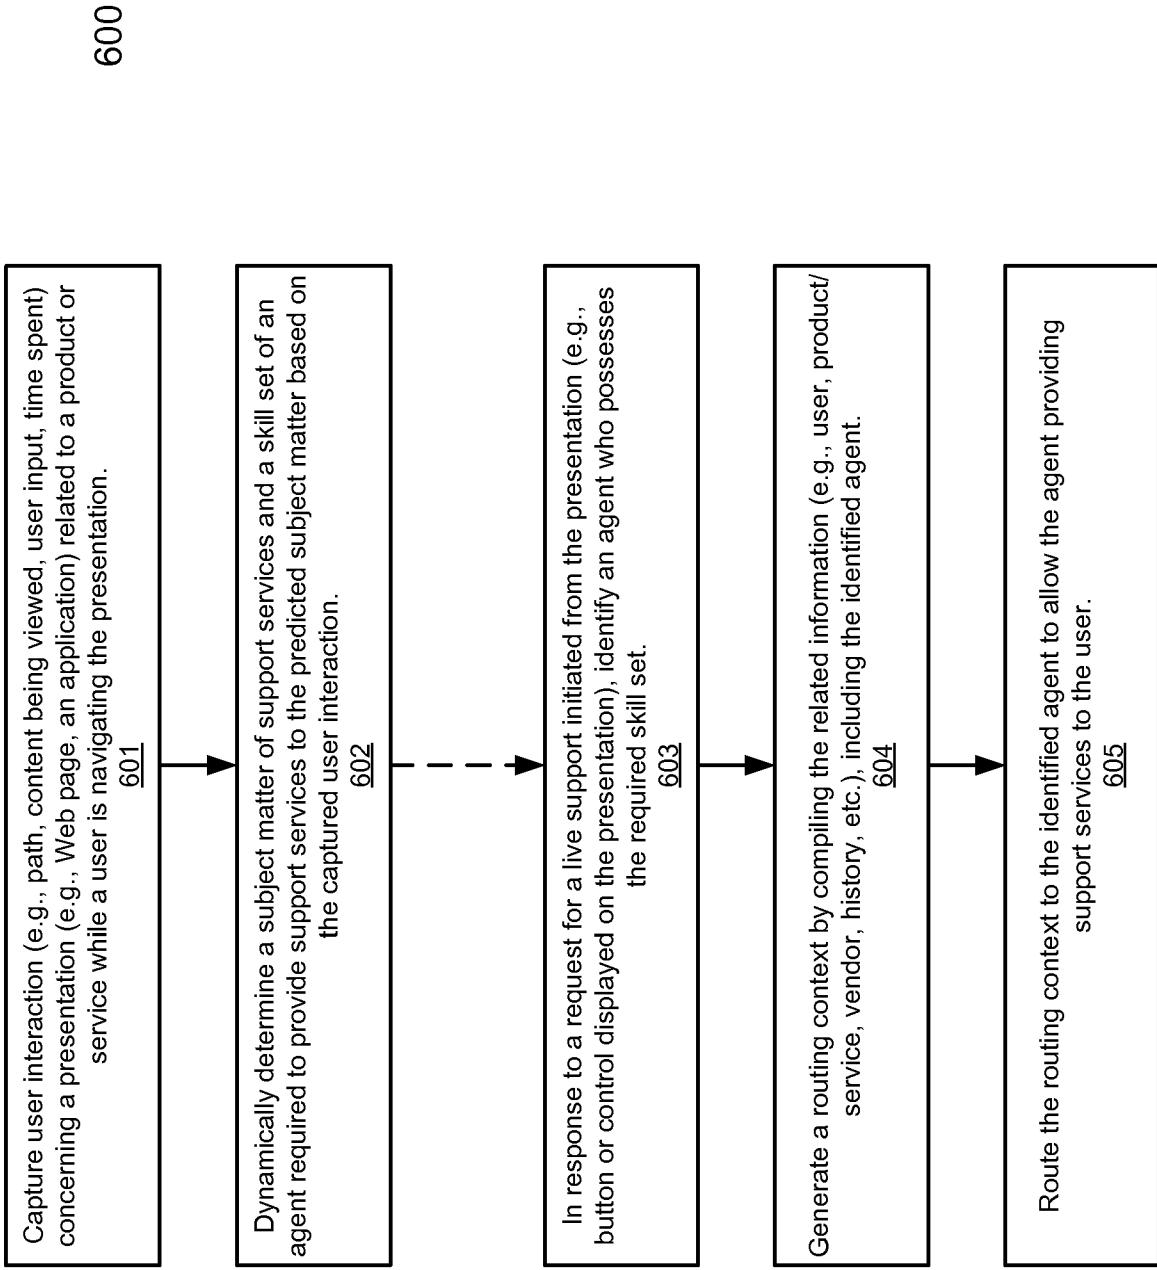 600
Capture user interaction (e.g., path, content being viewed, user input, time spent)
concerning a presentation (e.g., Web page, an application) related to a product or
service while a user is navigating the presentation.
601
Dynamically determine a subject matter of support services and a skill set of an
agent required to provide support services to the predicted subject matter based on
the captured user interaction.
602
In response to a request for a live support initiated from the presentation (e.g.,
button or control displayed on the presentation), identify an agent who possesses
the required skill set.
603
Generate a routing context by compiling the related information (e.g., user, product/
service, vendor, history, etc.), including the identified agent.
604
Route the routing context to the identified agent to allow the agent providing
support services to the user.
605